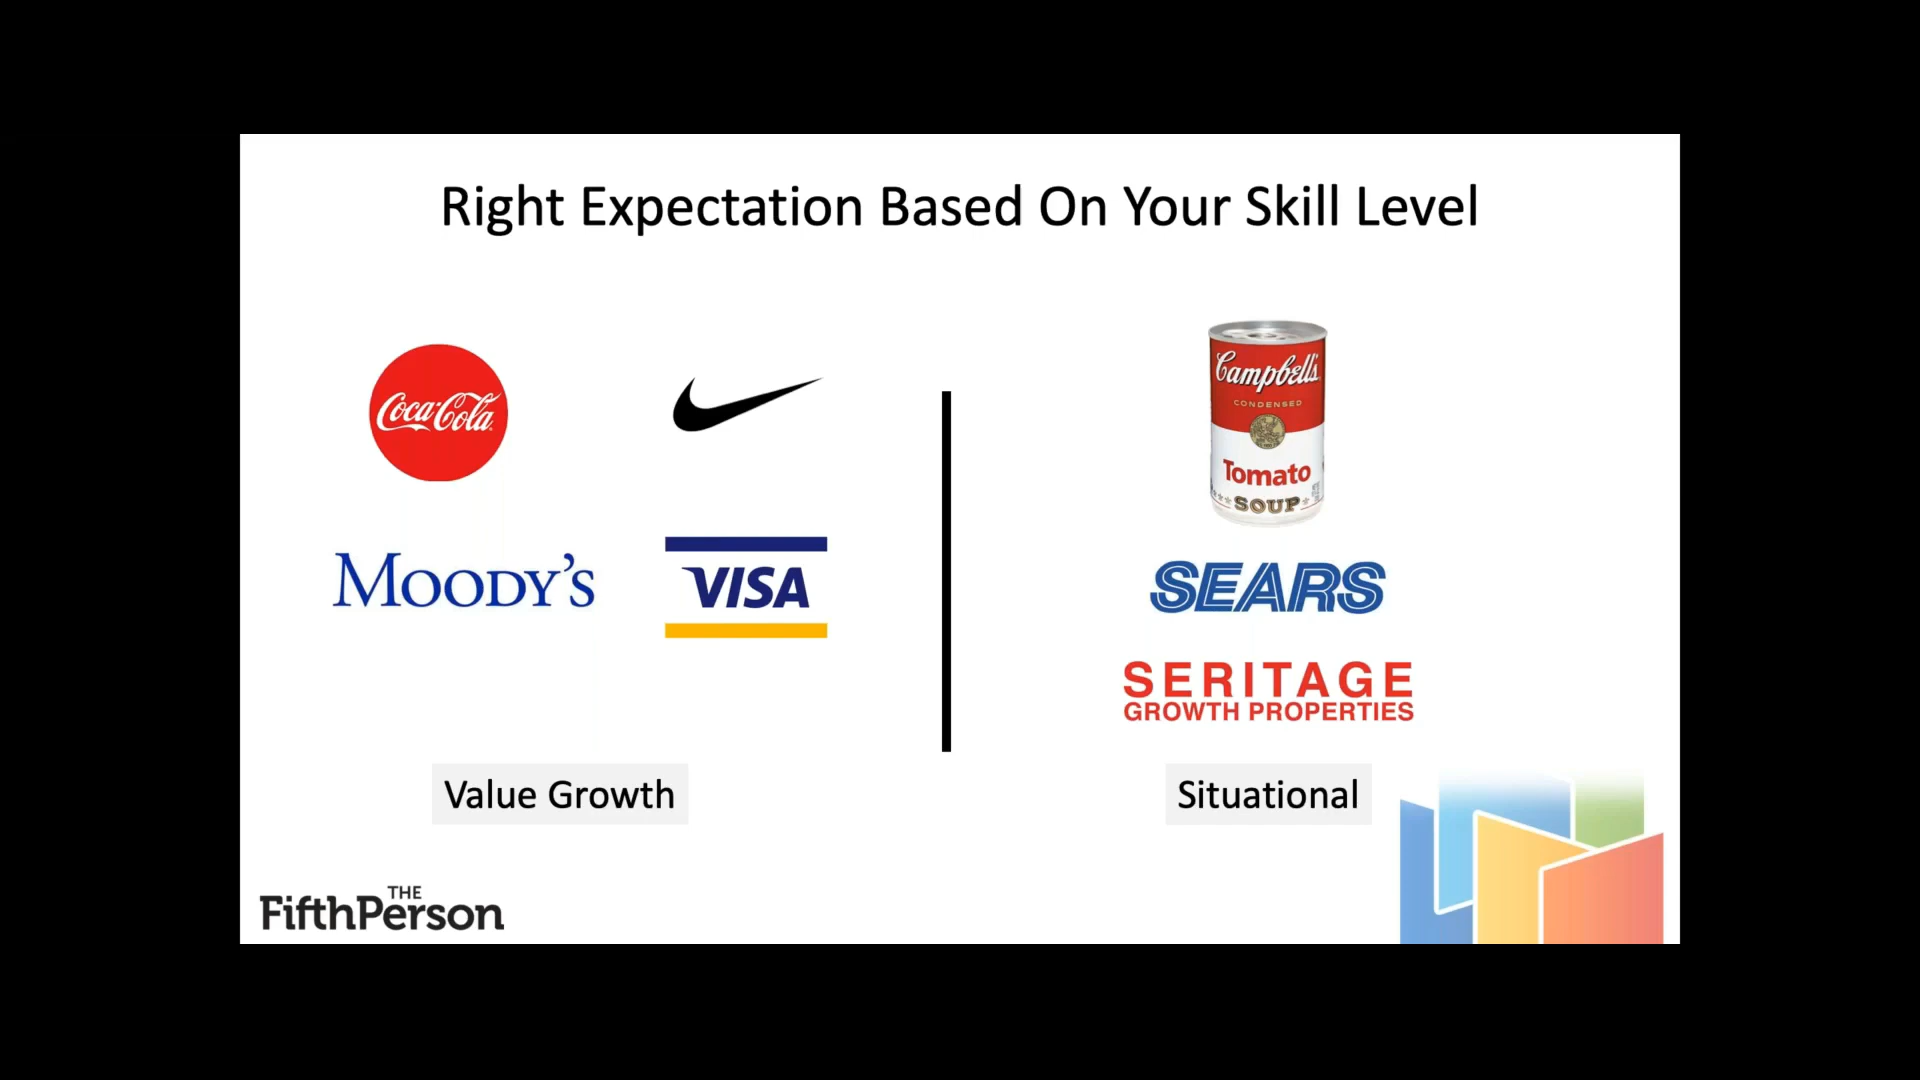 Right Expectation Based On Your Skill Level
Coca-Cola
MOODY'S
VISA
Value Growth
Campbell's
CONDENSED
Tomato
SOUP
SEARS
SERITAGE
GROWTH PROPERTIES
Situational
THE
FifthPerson